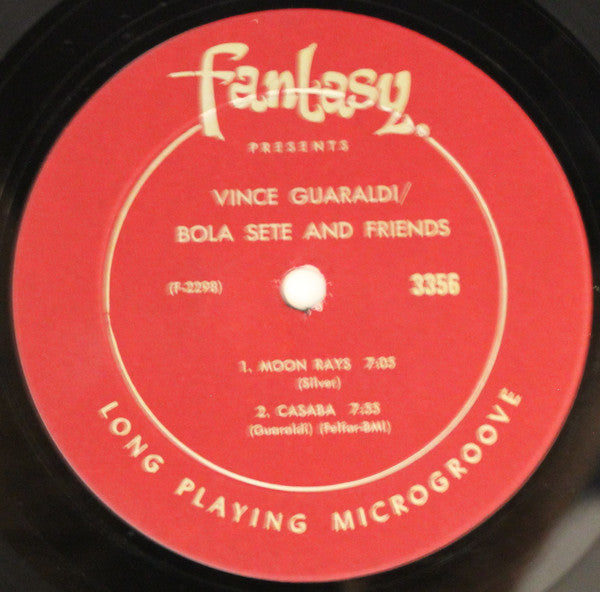 fantasy®
PRESENTS
VINCE GUARALDI/
BOLA SETE AND FRIENDS
(F-2298) 3356
1. MOON RAYS 7:05
(Silver)
2. CASABA 7:35
(Guaraldi) (Felfar-BMI)
LONG PLAYING MICROGROOVE